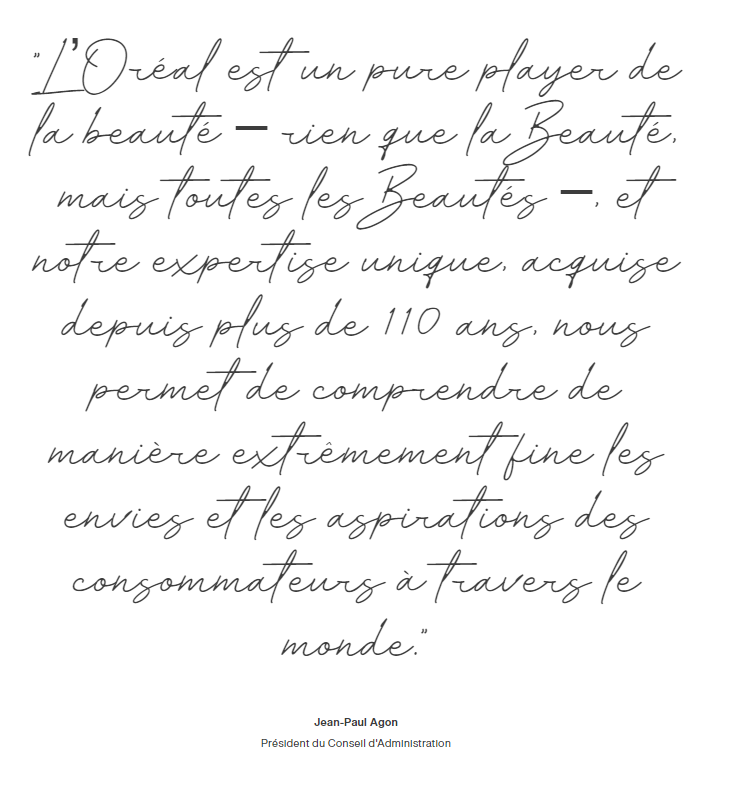 "L'Oréal est un pure player de
la beauté – rien que la Beauté,
mais toutes les Beautés –, et
notre expertise unique, acquise
depuis plus de 110 ans, nous
permet de comprendre de
manière extrêmement fine les
envies et les aspirations des
consommateurs à travers le
monde."
Jean-Paul Agon
Président du Conseil d'Administration